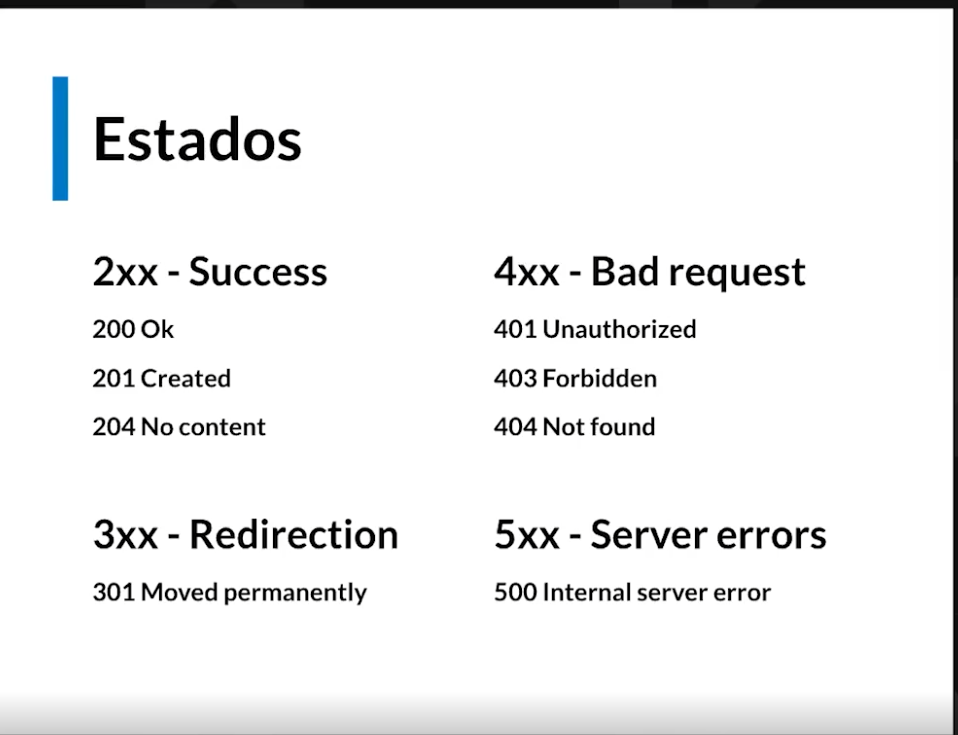 Estados
2xx - Success
200 Ok
201 Created
204 No content
3xx - Redirection
301 Moved permanently
4xx - Bad request
401 Unauthorized
403 Forbidden
404 Not found
5xx - Server errors
500 Internal server error